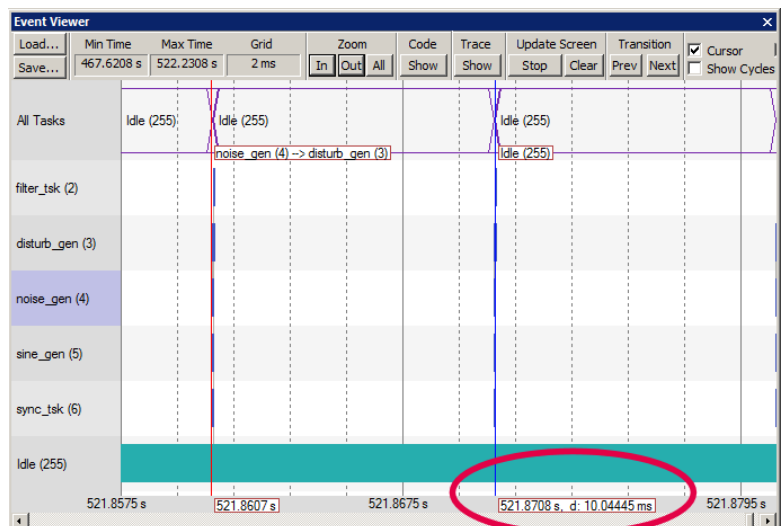 Event Viewer
Load... Min Time Max Time Grid Zoom Code Trace Update Screen Transition Cursor
Save... 467.6208 s 522.2308 s 2 ms In Out All Show Show Stop Clear Prev Next Show Cycles
All Tasks Idle (255) Idle (255) Idle (255)
noise_gen (4) --> disturb_gen (3) Idle (255)
filter_tsk (2)
disturb_gen (3)
noise_gen (4)
sine_gen (5)
sync_tsk (6)
Idle (255)
521.8575 s 521.8607 s 521.8675 s 521.8708 s, d: 10.04445 ms 521.8795 s